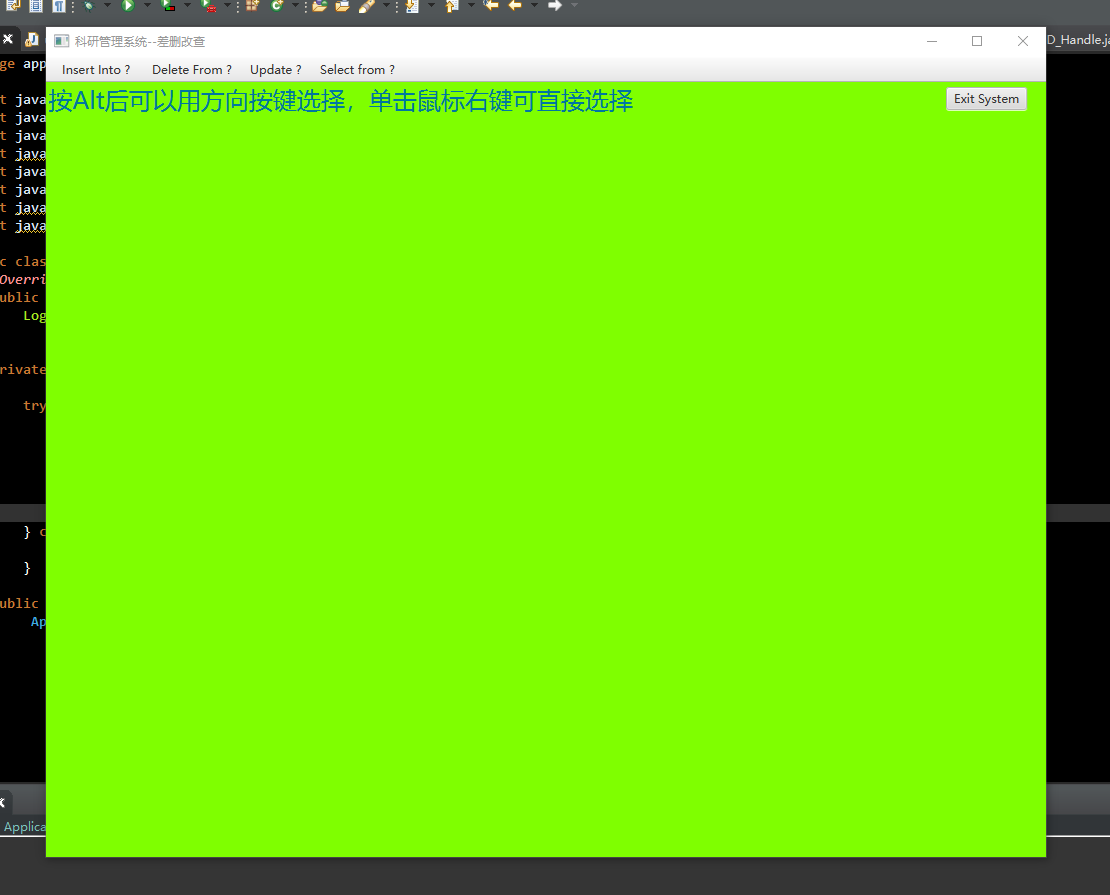 科研管理系统--差删改查
D_Handle.ja
Insert Into ?
Delete From ?
Update ?
Select from ?
按Alt后可以用方向按键选择，单击鼠标右键可直接选择
Exit System
ge app
t java
t java
t java
t java
t java
t java
t java
t java
c clas
Overri
ublic
Log
rivate
try
} c
}
ublic
Ap
Applica